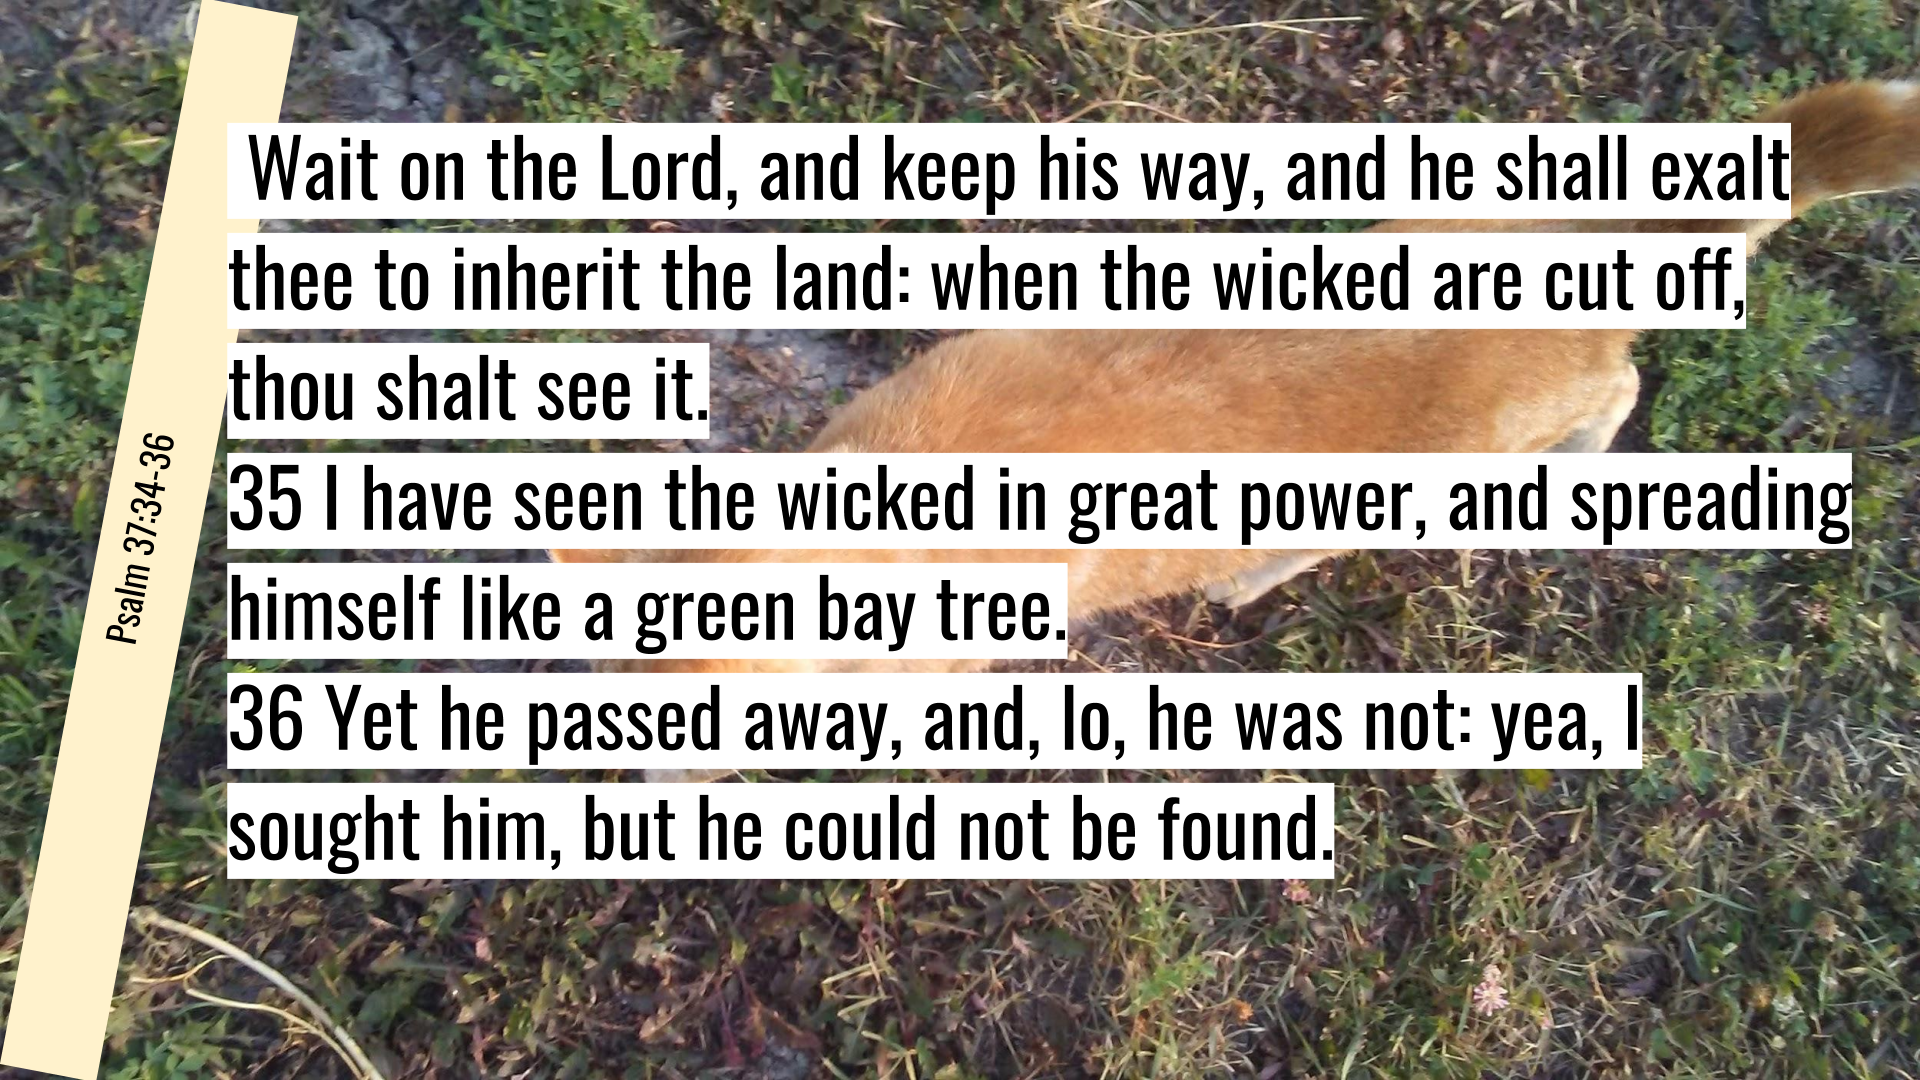 Psalm 37:34-36
Wait on the Lord, and keep his way, and he shall exalt
thee to inherit the land: when the wicked are cut off,
thou shalt see it.
35 I have seen the wicked in great power, and spreading
himself like a green bay tree.
36 Yet he passed away, and, lo, he was not: yea, I
sought him, but he could not be found.